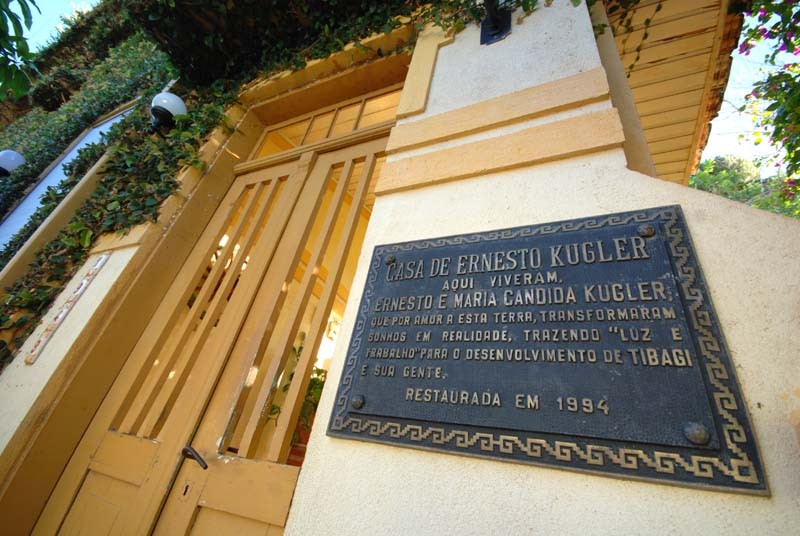 CASA DE ERNESTO KUGLER
AQUI VIVERAM,
ERNESTO E MARIA CANDIDA KUGLER,
QUE POR AMOR A ESTA TERRA, TRANSFORMARAM
SONHOS EM REALIDADE, TRAZENDO "LUZ E
TRABALHO" PARA O DESENVOLVIMENTO DE TIBAGI
E SUA GENTE.
RESTAURADA EM 1994